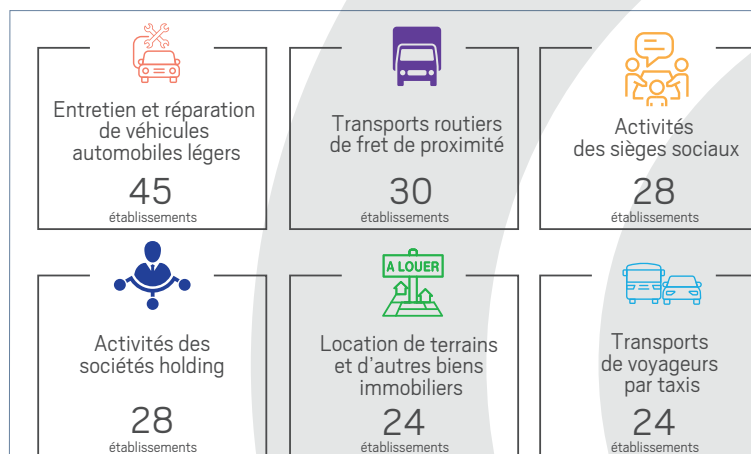 Entretien et réparation
de véhicules
automobiles légers
45
établissements
Transports routiers
de fret de proximité
30
établissements
Activités
des sièges sociaux
28
établissements
Activités des
sociétés holding
28
établissements
A LOUER
Location de terrains
et d'autres biens
immobiliers
24
établissements
Transports
de voyageurs
par taxis
24
établissements